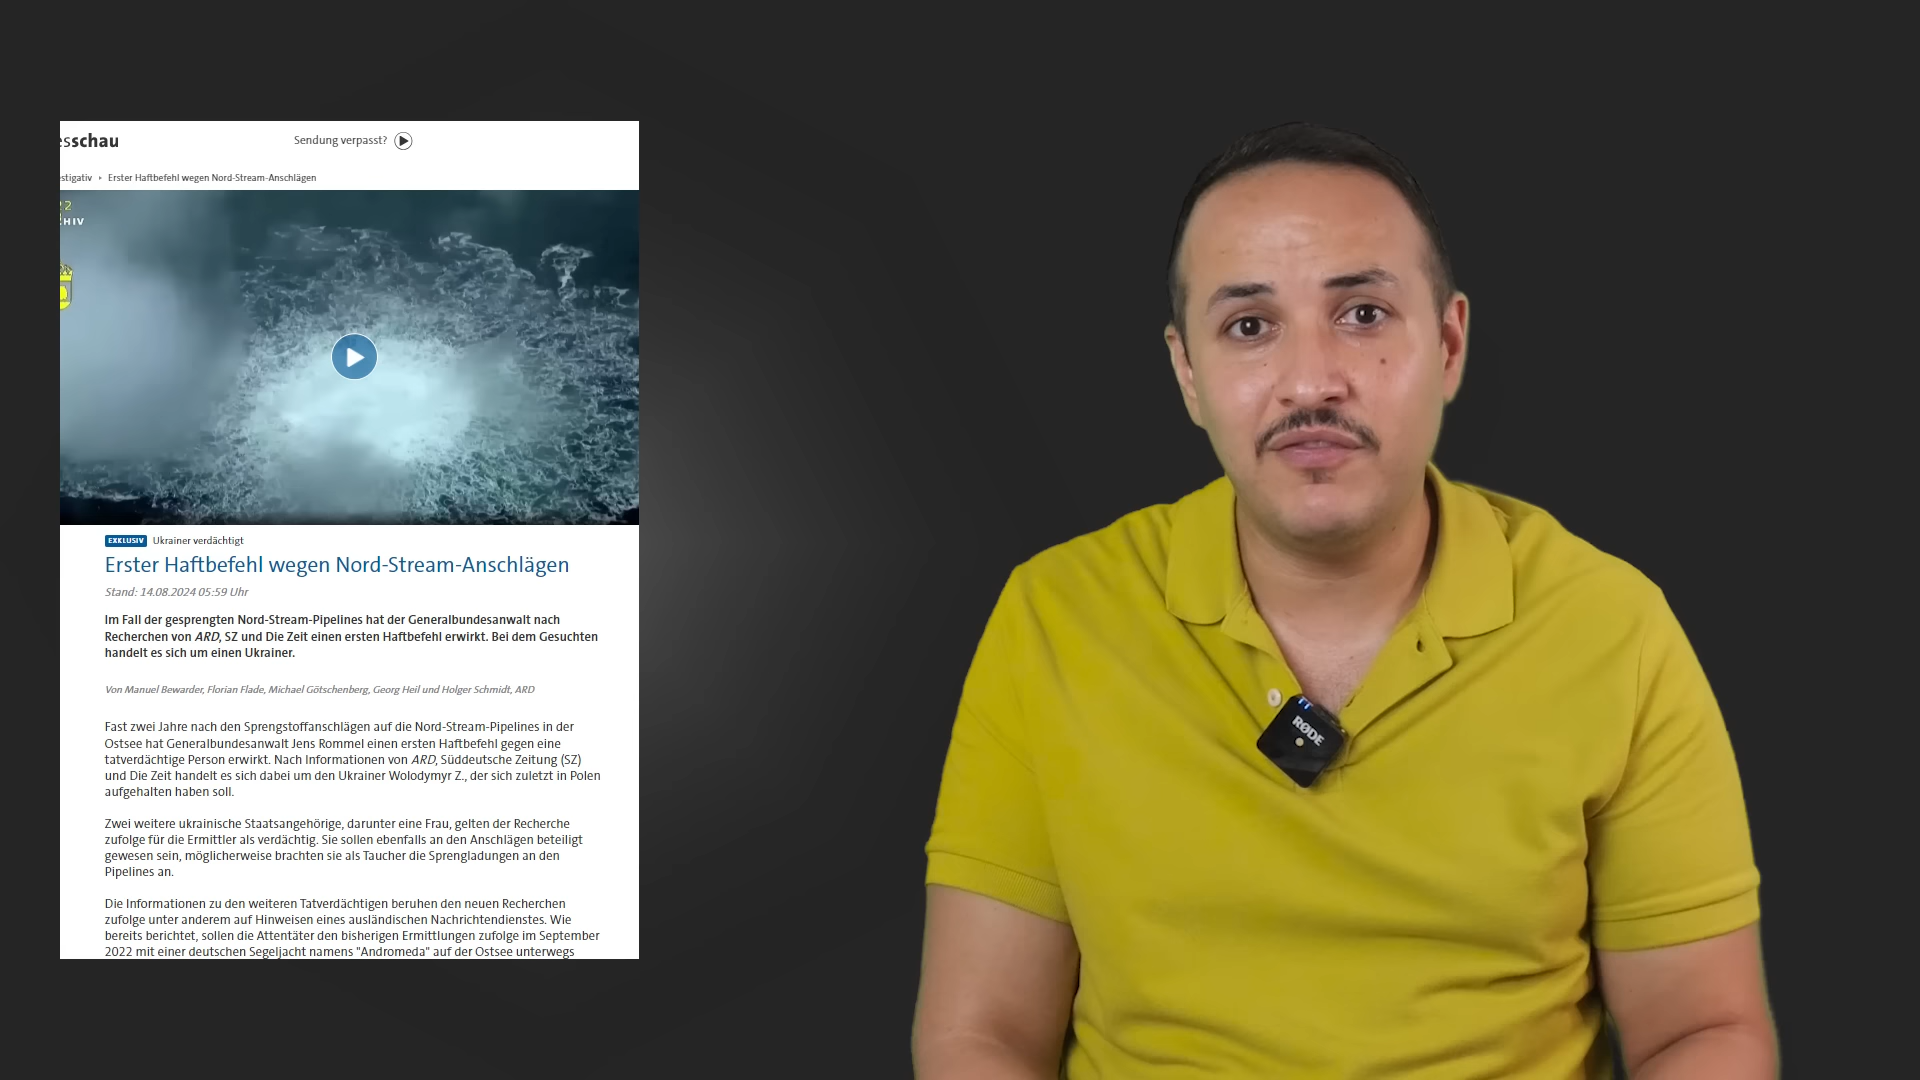 esschau
Sendung verpasst?
estigativ ▸ Erster Haftbefehl wegen Nord-Stream-Anschlägen
22
CHIV
EXKLUSIV Ukrainer verdächtigt
Erster Haftbefehl wegen Nord-Stream-Anschlägen
Stand: 14.08.2024 05:59 Uhr
Im Fall der gesprengten Nord-Stream-Pipelines hat der Generalbundesanwalt nach
Recherchen von ARD, SZ und Die Zeit einen ersten Haftbefehl erwirkt. Bei dem Gesuchten
handelt es sich um einen Ukrainer.
Von Manuel Bewarder, Florian Flade, Michael Götschenberg, Georg Heil und Holger Schmidt, ARD
Fast zwei Jahre nach den Sprengstoffanschlägen auf die Nord-Stream-Pipelines in der
Ostsee hat Generalbundesanwalt Jens Rommel einen ersten Haftbefehl gegen eine
tatverdächtige Person erwirkt. Nach Informationen von ARD, Süddeutsche Zeitung (SZ)
und Die Zeit handelt es sich dabei um den Ukrainer Wolodymyr Z., der sich zuletzt in Polen
aufgehalten haben soll.
Zwei weitere ukrainische Staatsangehörige, darunter eine Frau, gelten der Recherche
zufolge für die Ermittler als verdächtig. Sie sollen ebenfalls an den Anschlägen beteiligt
gewesen sein, möglicherweise brachten sie als Taucher die Sprengladungen an den
Pipelines an.
Die Informationen zu den weiteren Tatverdächtigen beruhen den neuen Recherchen
zufolge unter anderem auf Hinweisen eines ausländischen Nachrichtendienstes. Wie
bereits berichtet, sollen die Attentäter den bisherigen Ermittlungen zufolge im September
2022 mit einer deutschen Segeljacht namens "Andromeda" auf der Ostsee unterwegs
RØDE